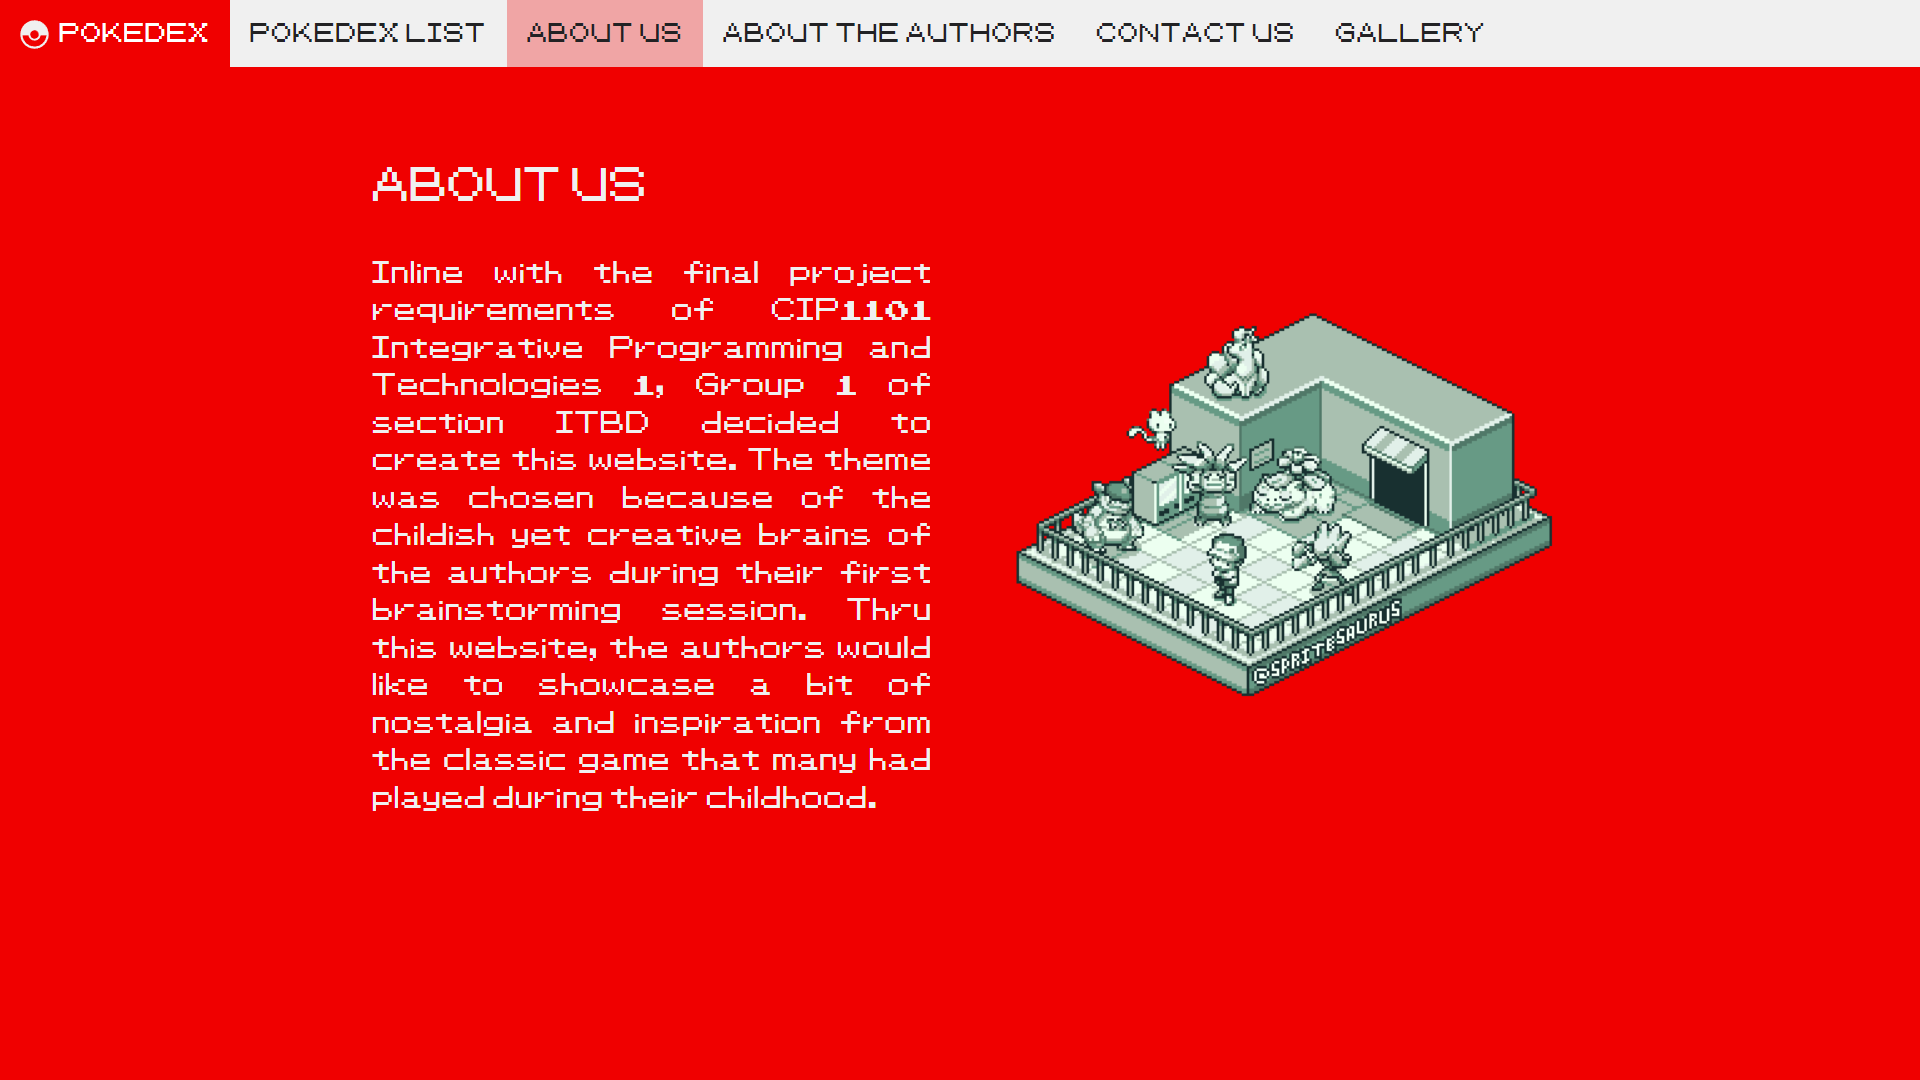 POKEDEX
POKEDEX LIST
ABOUT US
ABOUT THE AUTHORS
CONTACT US
GALLERY
ABOUT US
Inline with the final project
requirements of CIP1101
Integrative Programming and
Technologies 1, Group 1 of
section ITBD decided to
create this website. The theme
was chosen because of the
childish yet creative brains of
the authors during their first
brainstorming session. Thru
this website, the authors would
like to showcase a bit of
nostalgia and inspiration from
the classic game that many had
played during their childhood.
@SPRITESAURUS